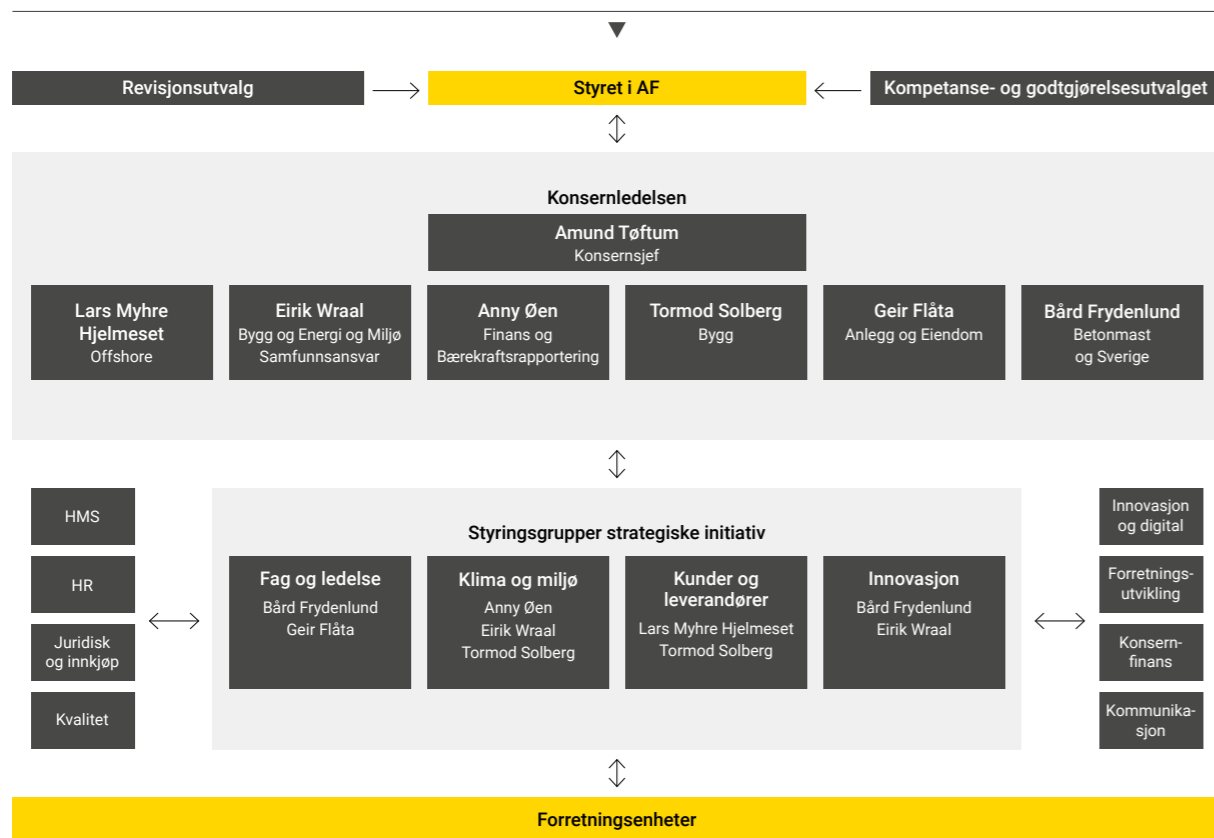 Revisjonsutvalg
Styret i AF
Kompetanse- og godtgjørelsesutvalget
Konsernledelsen
Amund Tøftum
Konsernsjef
Lars Myhre
Hjelmeset
Offshore
Eirik Wraal
Bygg og Energi og Miljø
Samfunnsansvar
Anny Øen
Finans og
Bærekraftsrapportering
Tormod Solberg
Bygg
Geir Flåta
Anlegg og Eiendom
Bård Frydenlund
Betonmast
og Sverige
HMS
HR
Juridisk
og innkjøp
Kvalitet
Styringsgrupper strategiske initiativ
Fag og ledelse
Bård Frydenlund
Geir Flåta
Klima og miljø
Anny Øen
Eirik Wraal
Tormod Solberg
Kunder og
leverandører
Lars Myhre Hjelmeset
Tormod Solberg
Innovasjon
Bård Frydenlund
Eirik Wraal
Innovasjon
og digital
Forretnings-
utvikling
Konsern-
finans
Kommunika-
sjon
Forretningsenheter